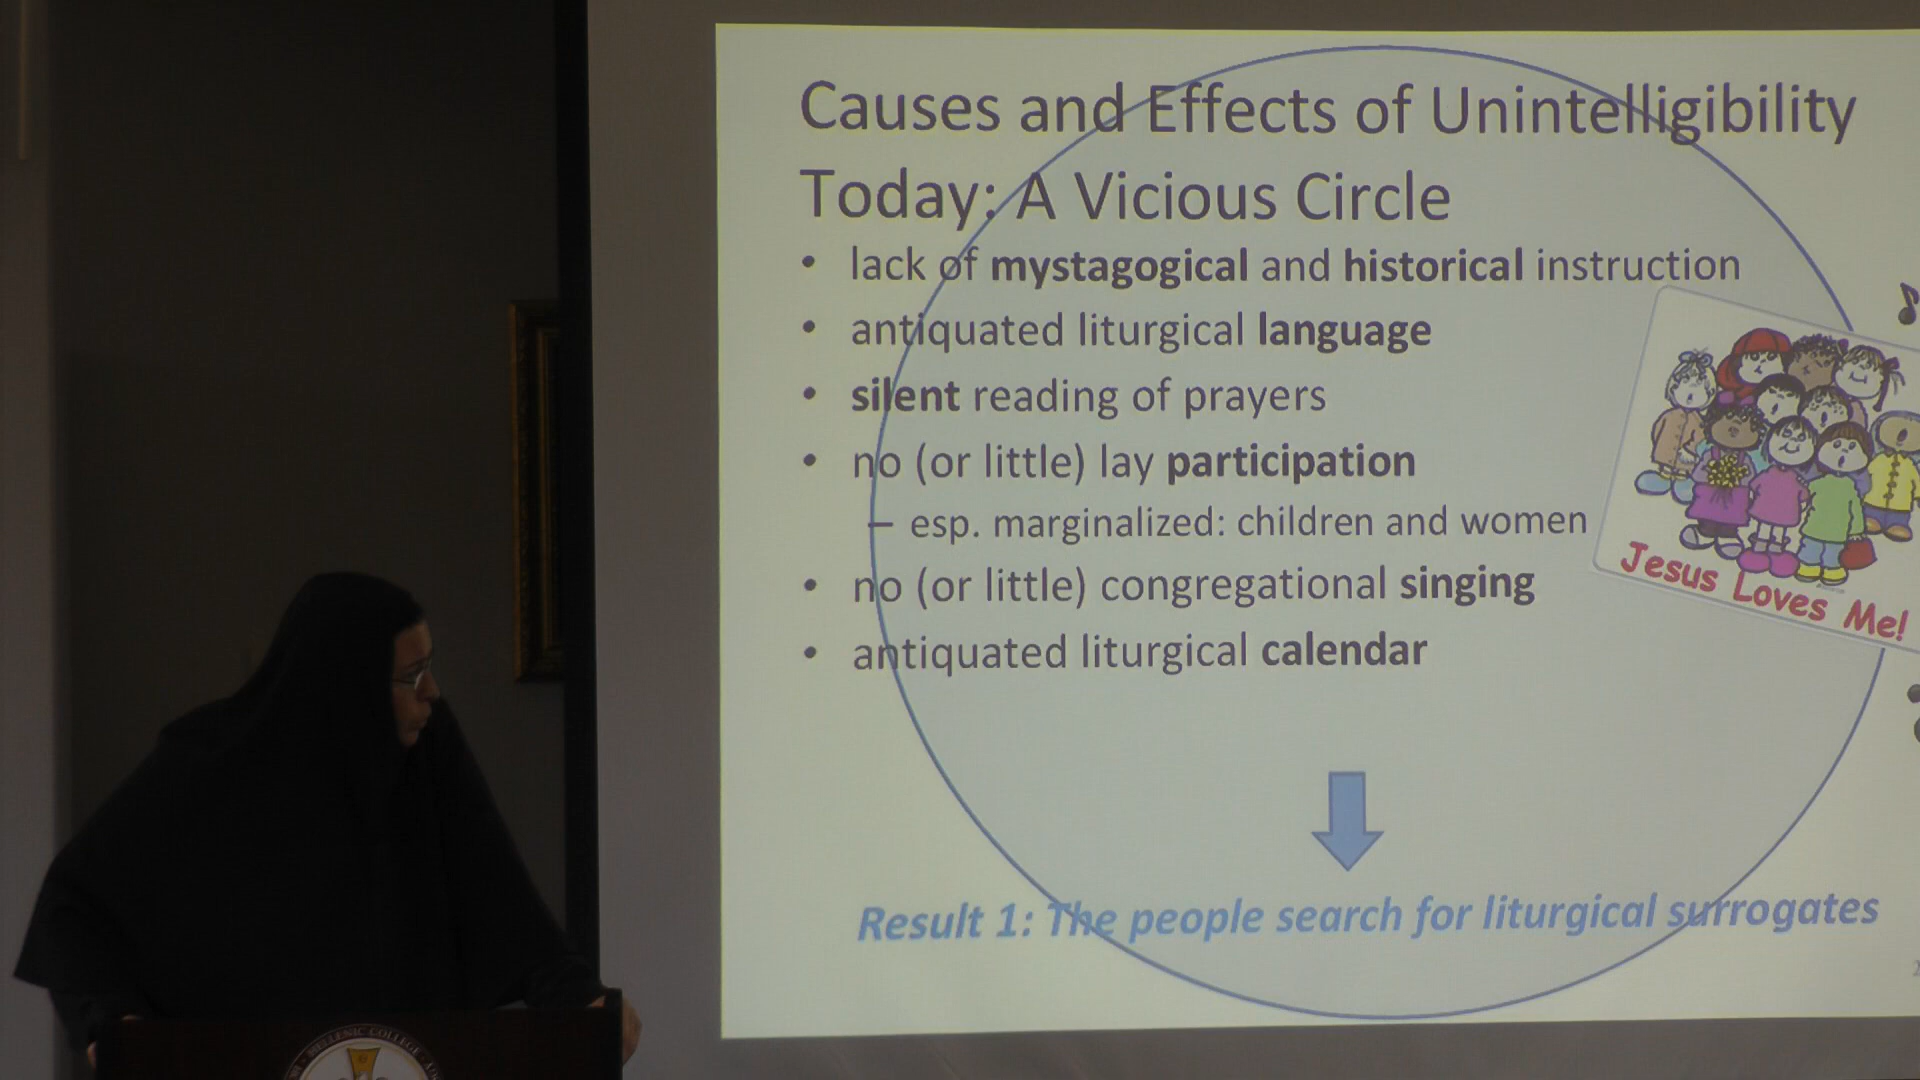 Causes and Effects of Unintelligibility
Today: A Vicious Circle
• lack of mystagogical and historical instruction
• antiquated liturgical language
• silent reading of prayers
• no (or little) lay participation
– esp. marginalized: children and women
• no (or little) congregational singing
• antiquated liturgical calendar
Jesus Loves Me!
Result 1: The people search for liturgical surrogates
HELLENIC COLLEGE